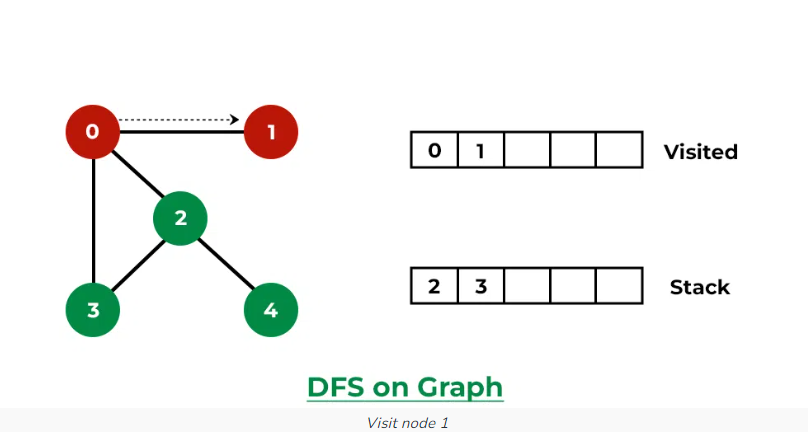 0
1
2
3
4
0 1
Visited
2 3
Stack
DFS on Graph
Visit node 1